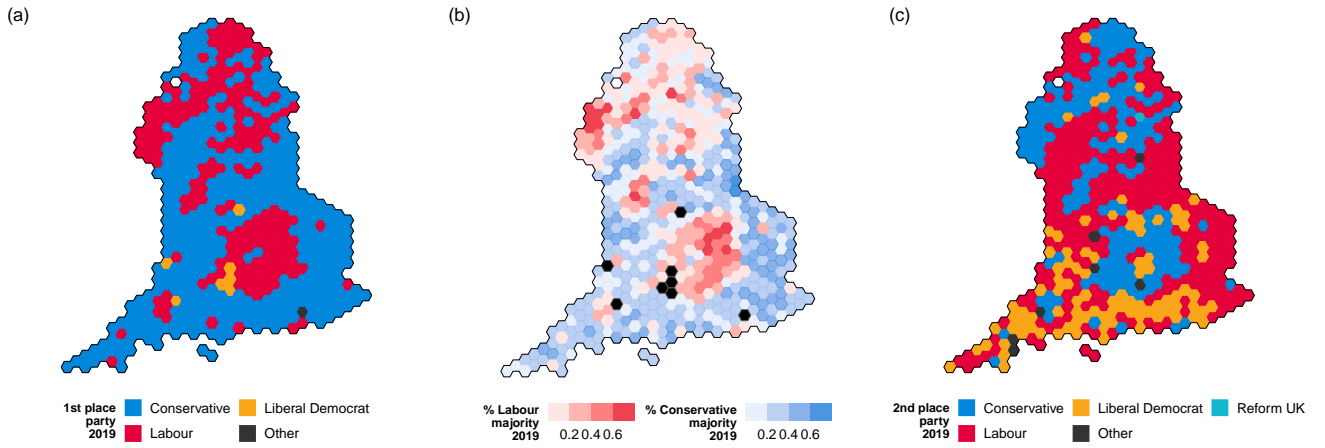 (a)
(b)
(c)
1st place party 2019
Conservative
Liberal Democrat
Labour
Other
% Labour majority 2019
0.2 0.4 0.6
% Conservative majority 2019
0.2 0.4 0.6
2nd place party 2019
Conservative
Liberal Democrat
Reform UK
Labour
Other